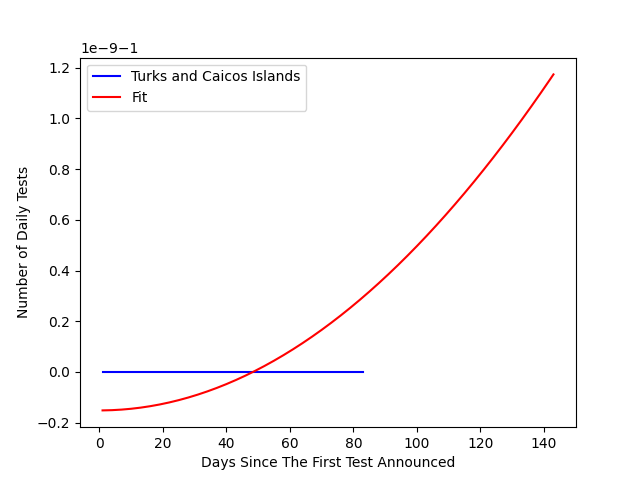 1e−9−1
1.2
1.0
0.8
0.6
0.4
0.2
0.0
−0.2
Number of Daily Tests
Turks and Caicos Islands
Fit
0 20 40 60 80 100 120 140
Days Since The First Test Announced